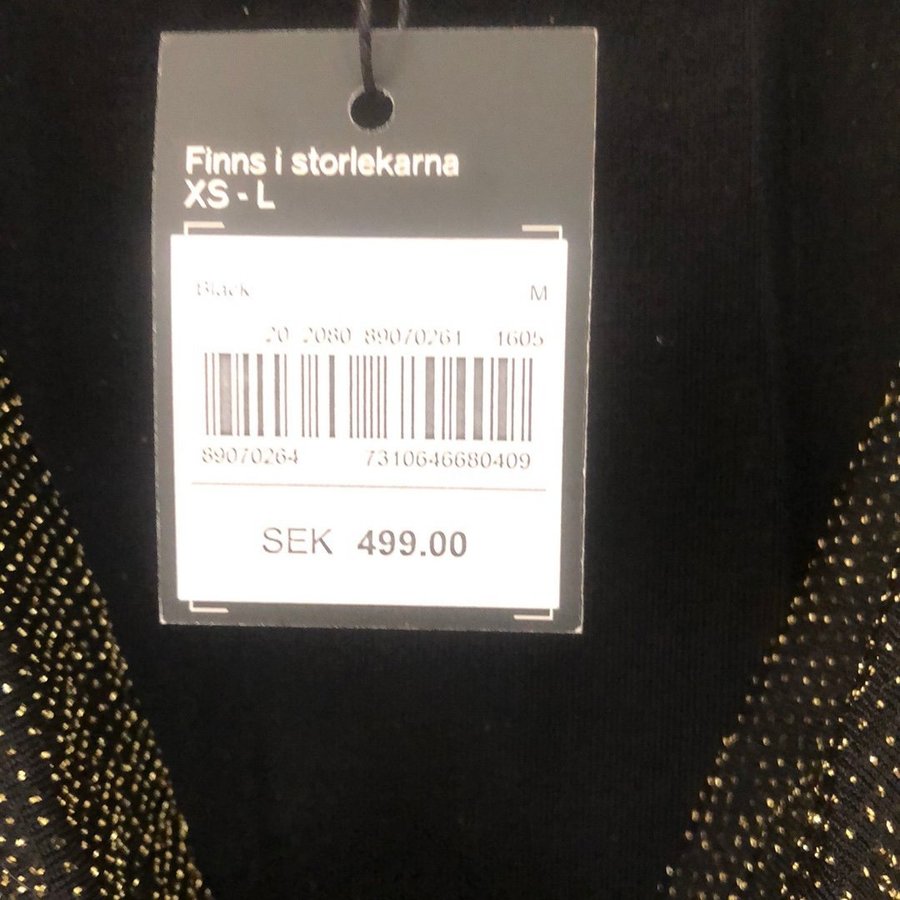 Finns i storlekarna
XS - L
Black M
20 2080 89070261 1605
89070264 7310646680409
SEK 499.00